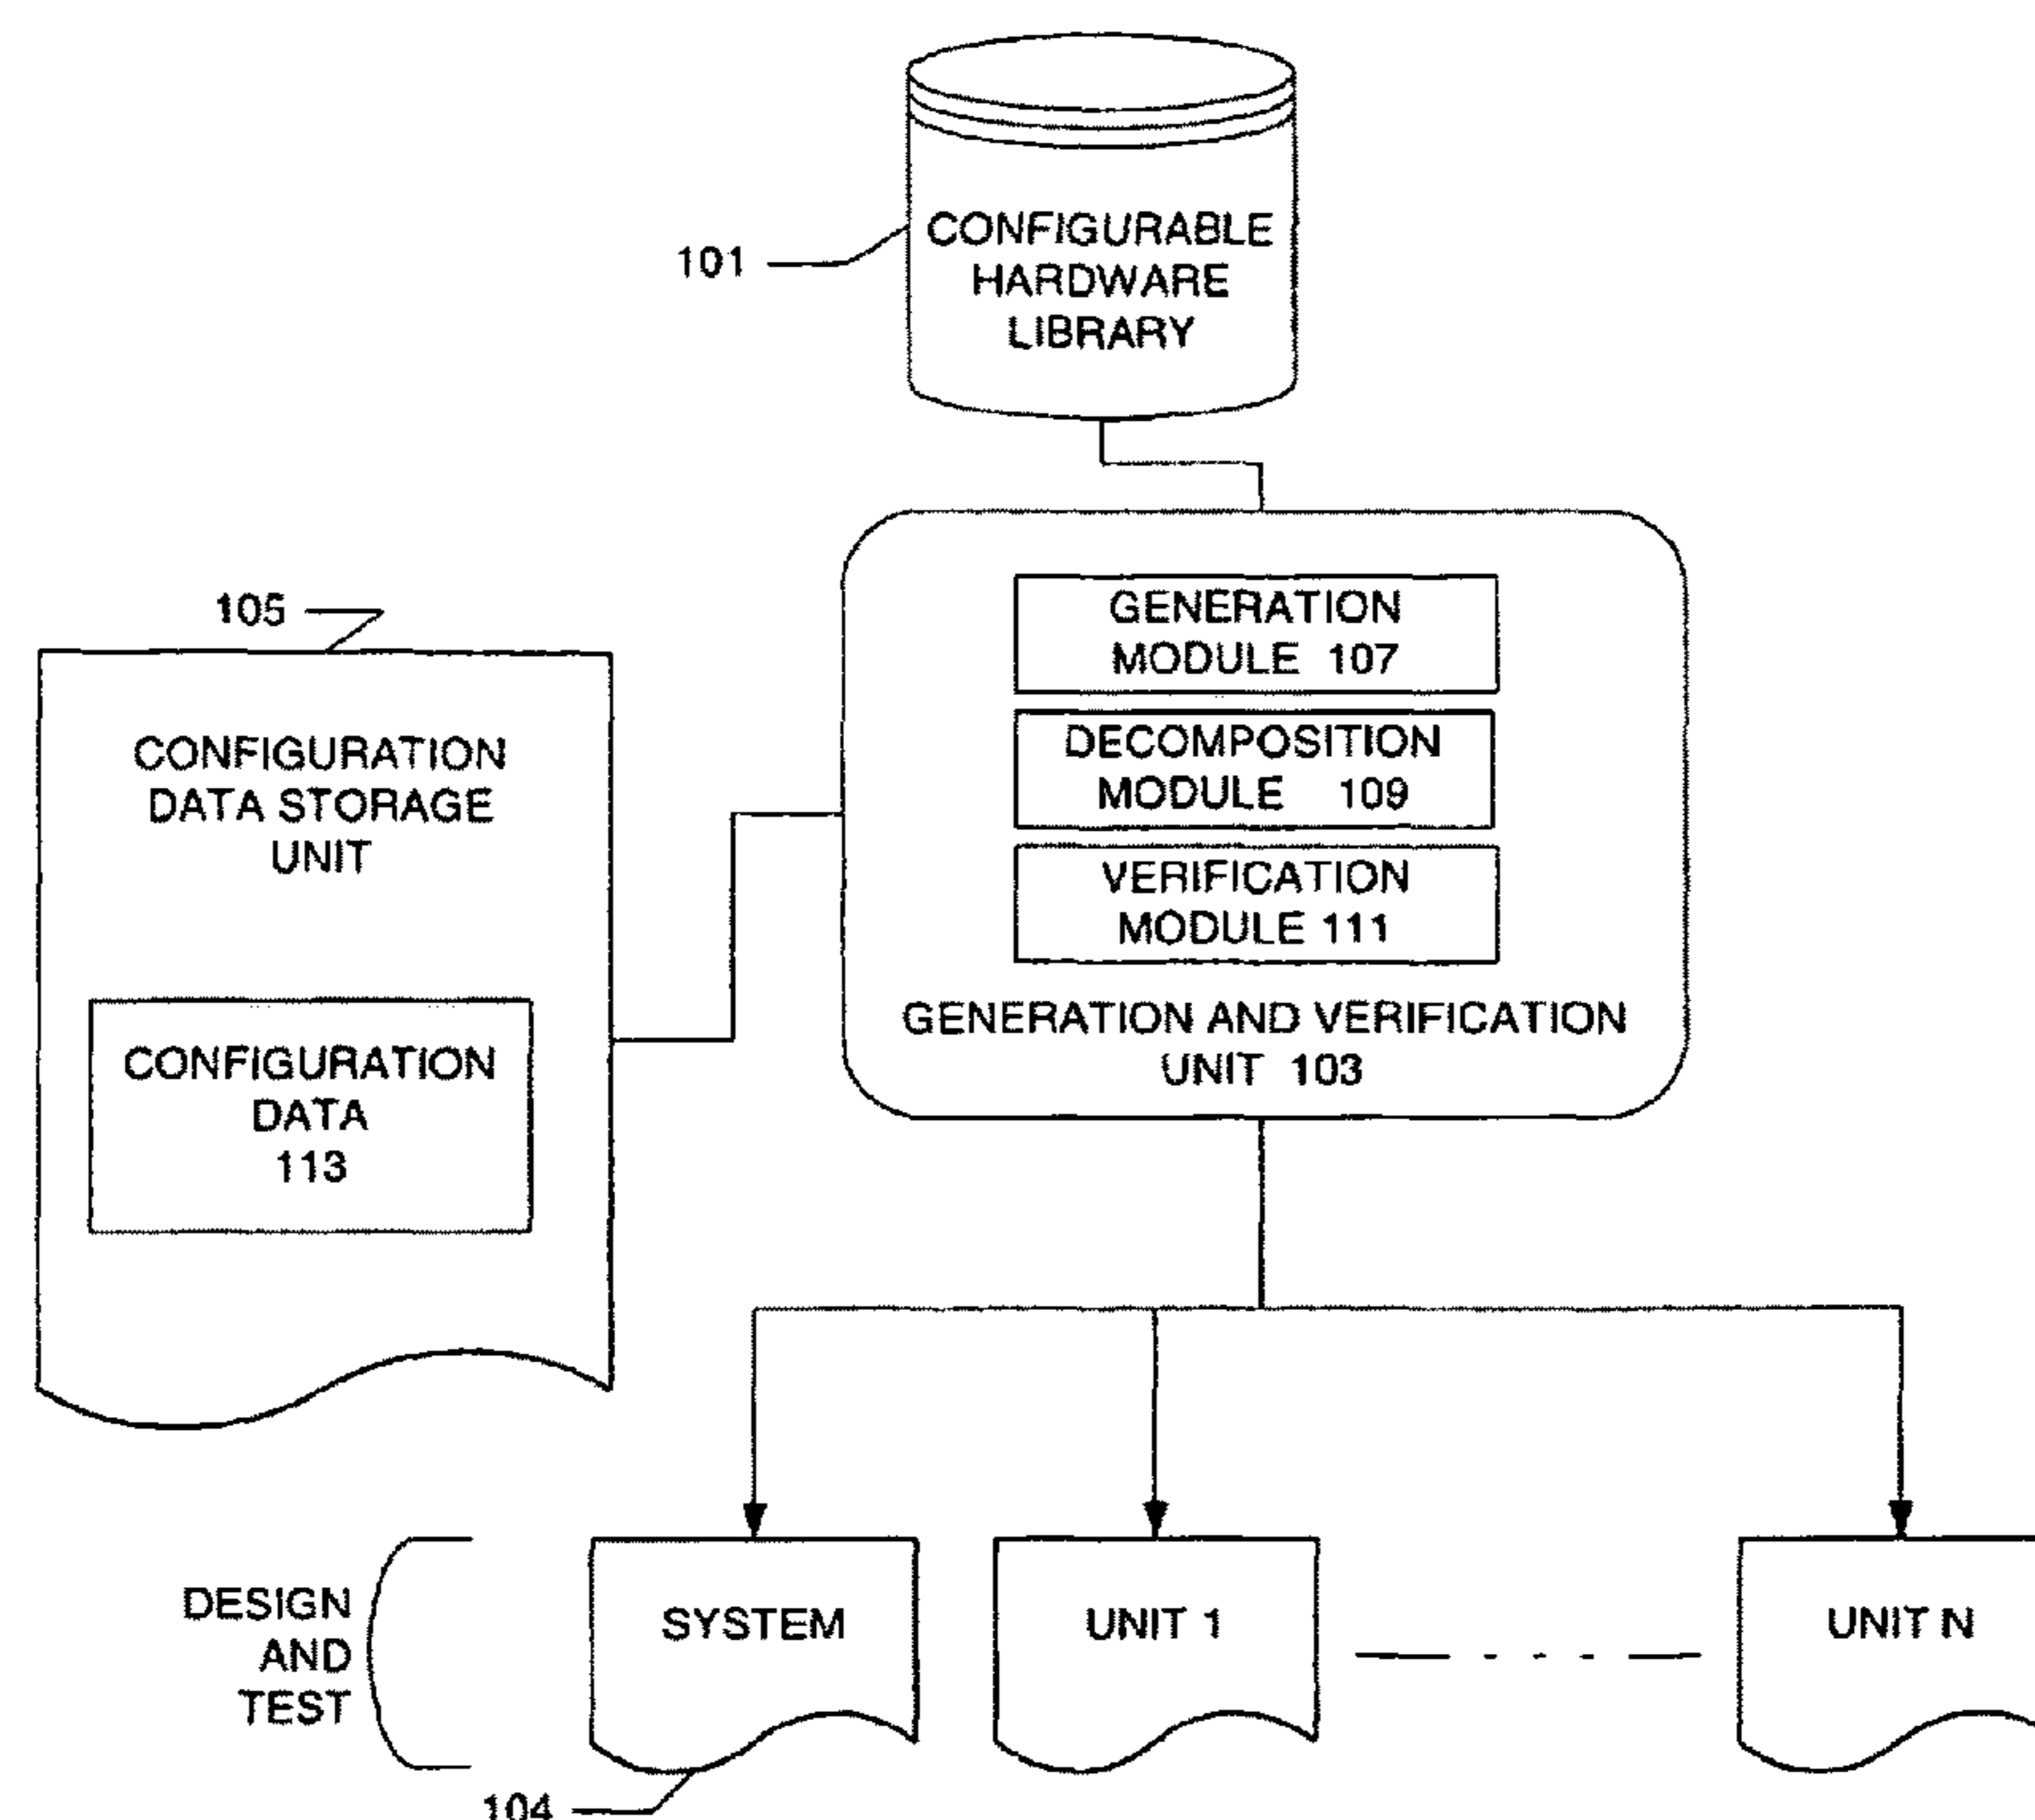 CONFIGURABLE
HARDWARE
LIBRARY
101
GENERATION
MODULE 107
DECOMPOSITION
MODULE 109
VERIFICATION
MODULE 111
GENERATION AND VERIFICATION
UNIT 103
105
CONFIGURATION
DATA STORAGE
UNIT
CONFIGURATION
DATA
113
DESIGN
AND
TEST
SYSTEM
UNIT 1
UNIT N
104